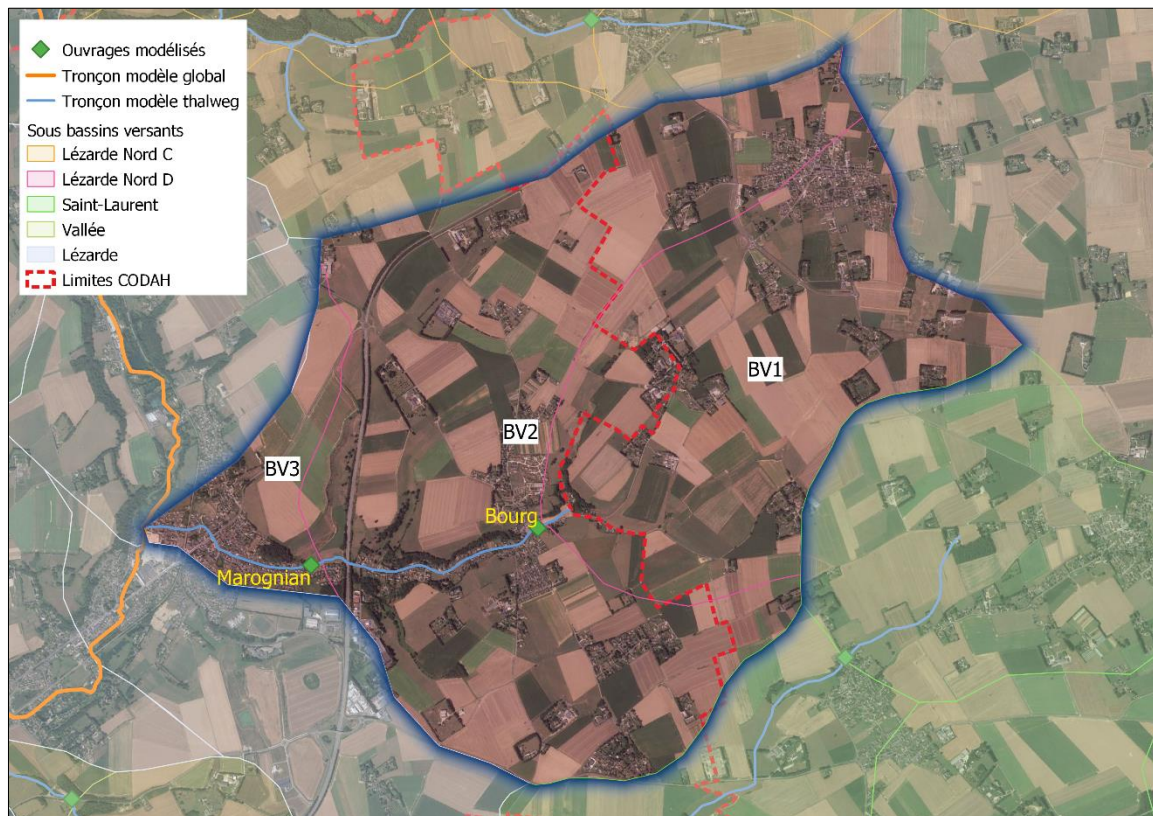 Ouvrages modélisés
Tronçon modèle global
Tronçon modèle thalweg
Sous bassins versants
Lézarde Nord C
Lézarde Nord D
Saint-Laurent
Vallée
Lézarde
Limites CODAH
BV1
BV2
BV3
Bourg
Marognian